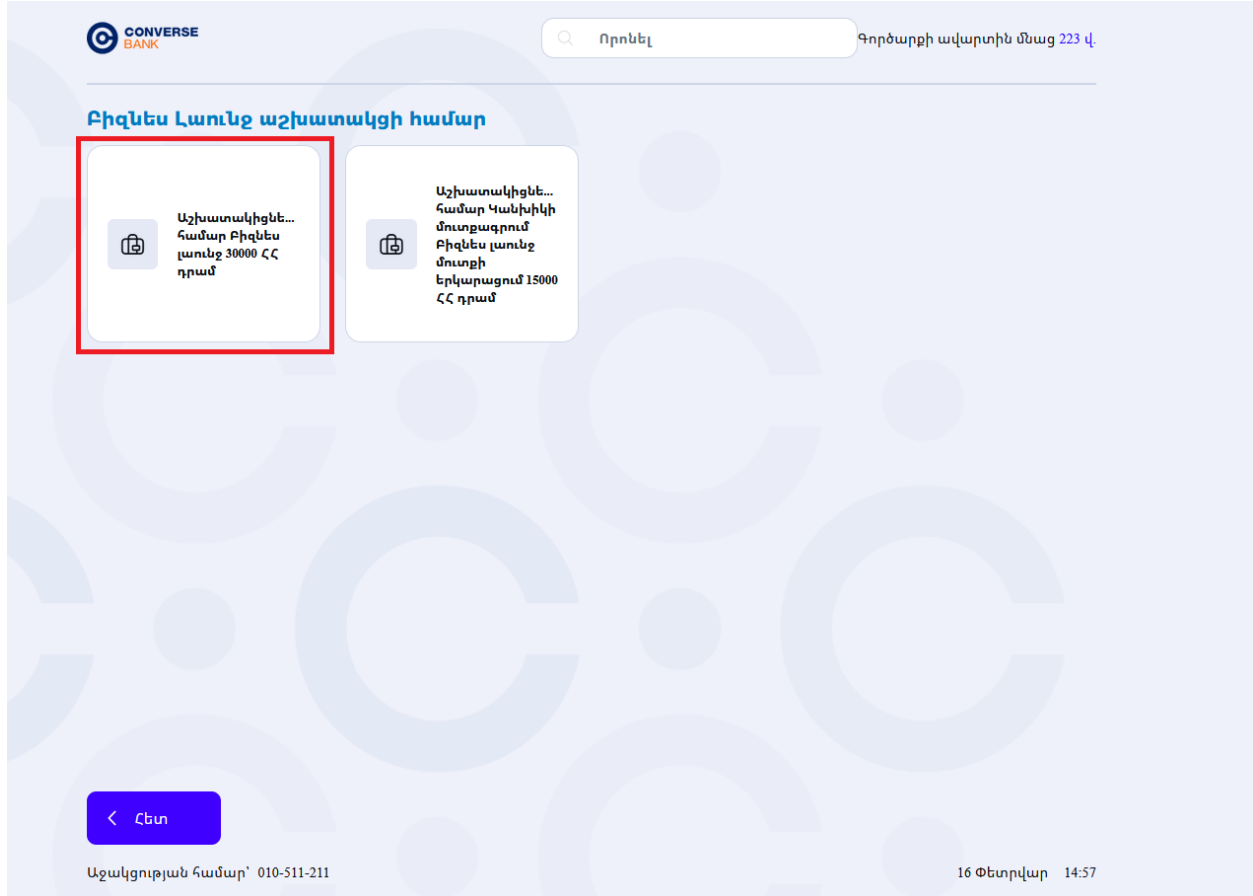 CONVERSE
BANK
Որոնել
Գործարքի ավարտին մնաց 223 վ.
Բիզնես Լաունջ աշխատակցի համար
Աշխատակիցնե...
համար Բիզնես
լաունջ 30000 ՀՀ
դրամ
Աշխատակիցնե...
համար Կանխիկի
մուտքագրում
Բիզնես լաունջ
մուտքի
երկարացում 15000
ՀՀ դրամ
Հետ
Աջակցության համար՝ 010-511-211
16 Փետրվար 14:57